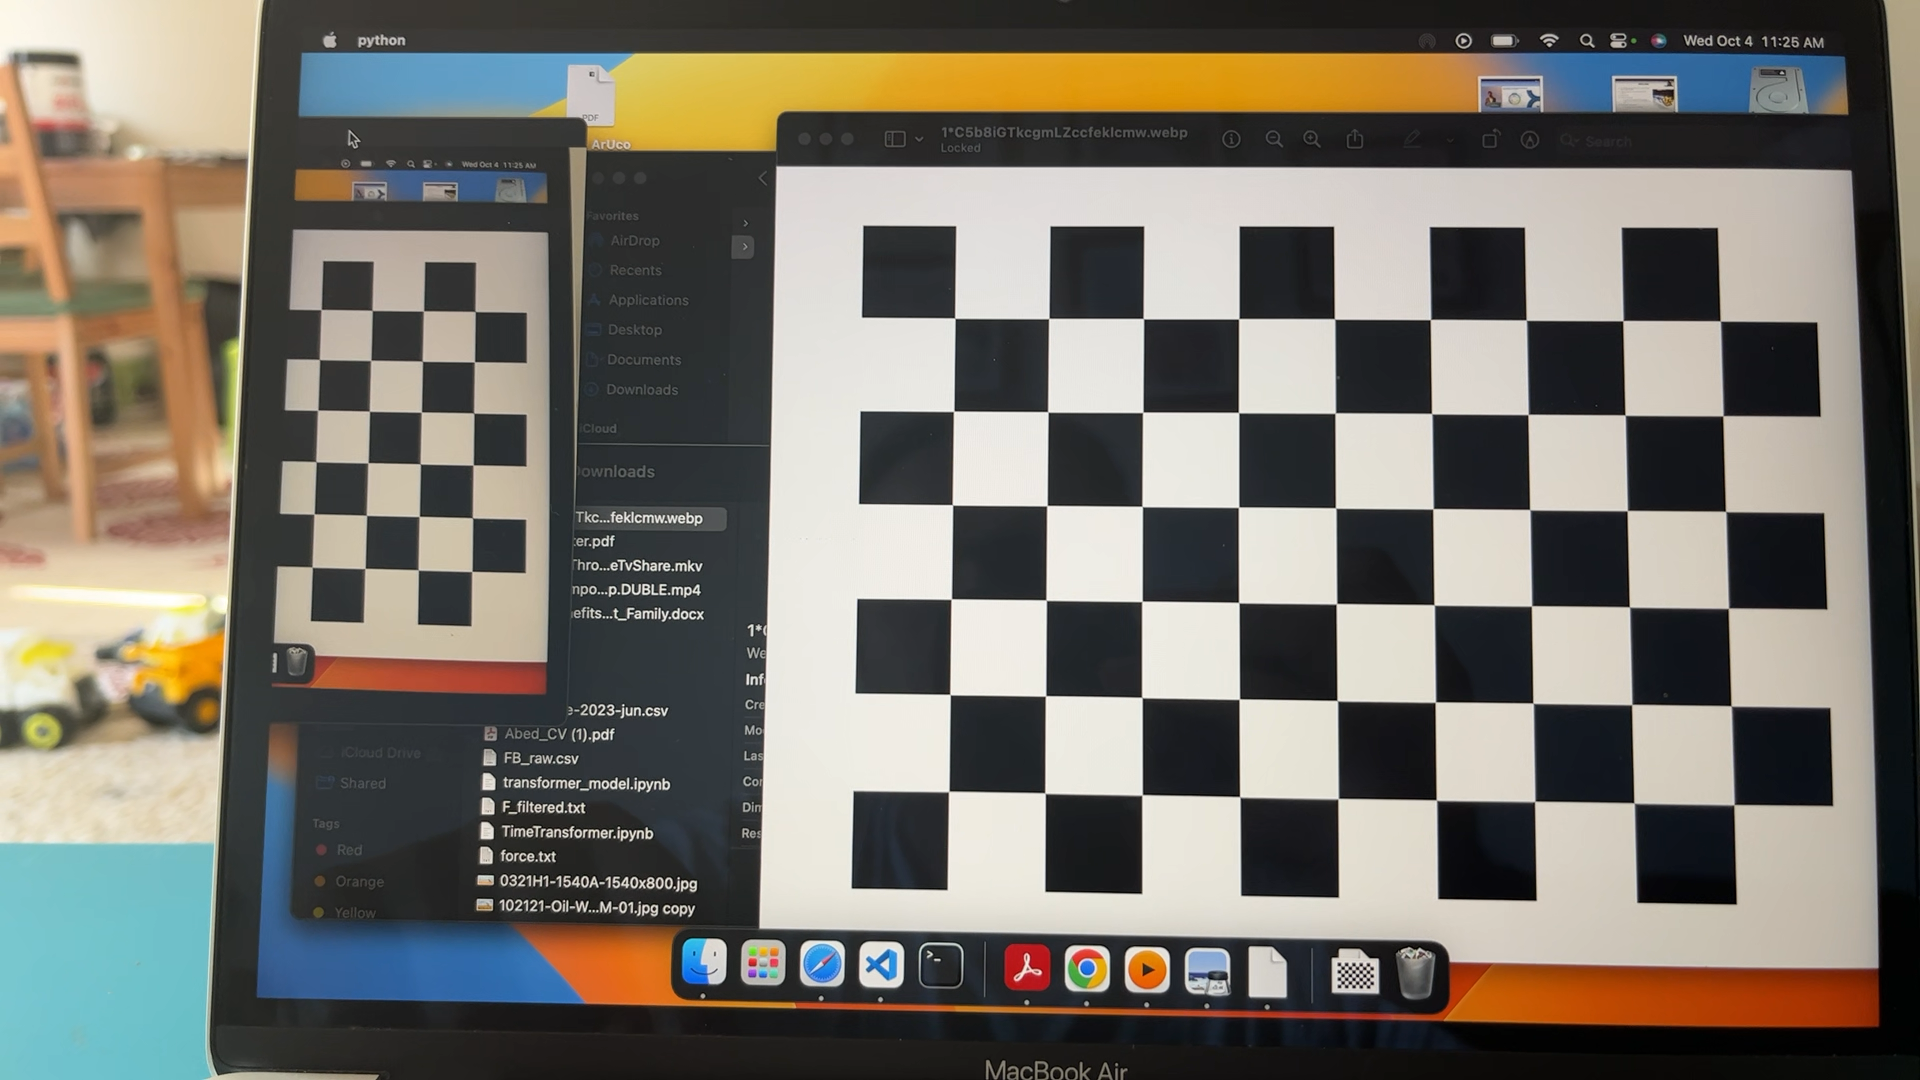 python
Wed Oct 4 11:25 AM
PDF
ArUco
1*C5b8iGTkcgmLZccfeklcmw.webp
Locked
Search
Wed Oct 4 11:25 AM
Favorites
AirDrop
Recents
Applications
Desktop
Documents
Downloads
iCloud
ownloads
Tkc...feklcmw.webp
ter.pdf
Thro...eTvShare.mkv
mpo...p.DUBLE.mp4
efits...t_Family.docx
1*
We
Inf
Cre
Mo
Las
Cor
Dim
Res
e-2023-jun.csv
Abed_CV (1).pdf
FB_raw.csv
transformer_model.ipynb
F_filtered.txt
TimeTransformer.ipynb
force.txt
0321H1-1540A-1540x800.jpg
102121-Oil-W...M-01.jpg copy
iCloud Drive
Shared
Tags
Red
Orange
Yellow
MacBook Air